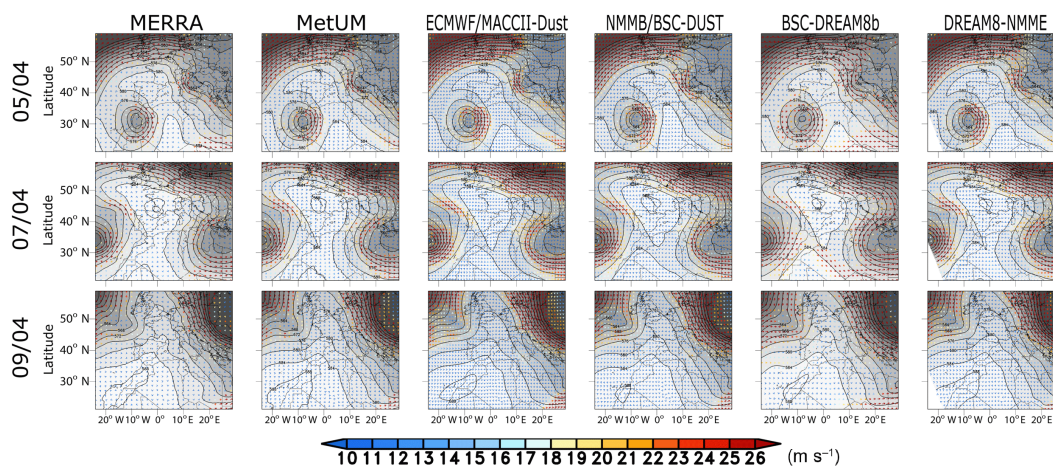 MERRA MetUM ECMWF/MACCII-Dust NMMB/BSC-DUST BSC-DREAM8b DREAM8-NMME
05/04
Latitude
50° N
40° N
30° N
07/04
Latitude
50° N
40° N
30° N
09/04
Latitude
50° N
40° N
30° N
20° W 10° W 0° 10° 20° E 20° W 10° W 0° 10° 20° E 20° W 10° W 0° 10° 20° E 20° W 10° W 0° 10° 20° E 20° W 10° W 0° 10° 20° E 20° W 10° W 0° 10° 20° E
10 11 12 13 14 15 16 17 18 19 20 21 22 23 24 25 26 (m s⁻¹)